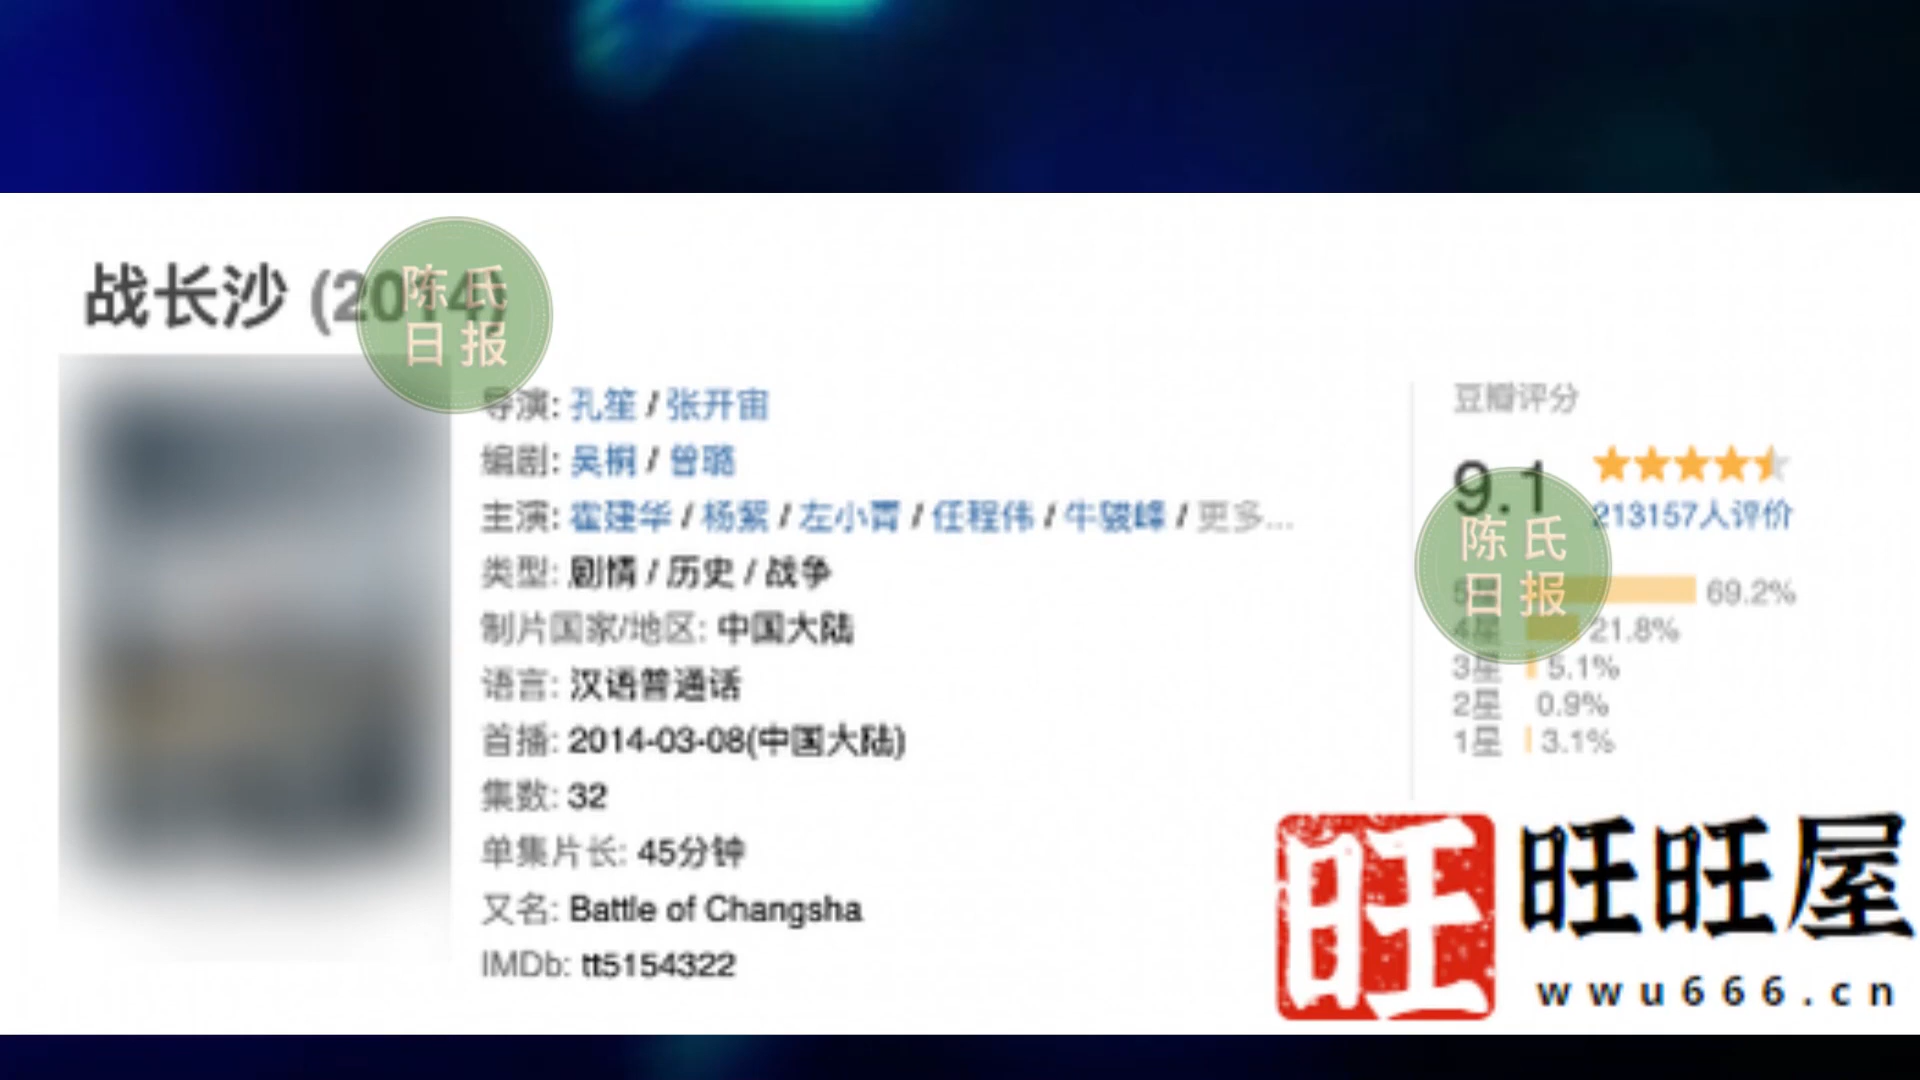 战长沙 (2014)
陈氏
日报
导演: 孔笙 / 张开宙
编剧: 吴桐 / 曾璐
主演: 霍建华 / 杨紫 / 左小青 / 任程伟 / 牛骏峰 / 更多...
类型: 剧情 / 历史 / 战争
制片国家/地区: 中国大陆
语言: 汉语普通话
首播: 2014-03-08(中国大陆)
集数: 32
单集片长: 45分钟
又名: Battle of Changsha
IMDb: tt5154322
豆瓣评分
9.1
213157人评价
陈氏
日报
5星 69.2%
4星 21.8%
3星 5.1%
2星 0.9%
1星 3.1%
旺 旺旺屋
wwu666.cn